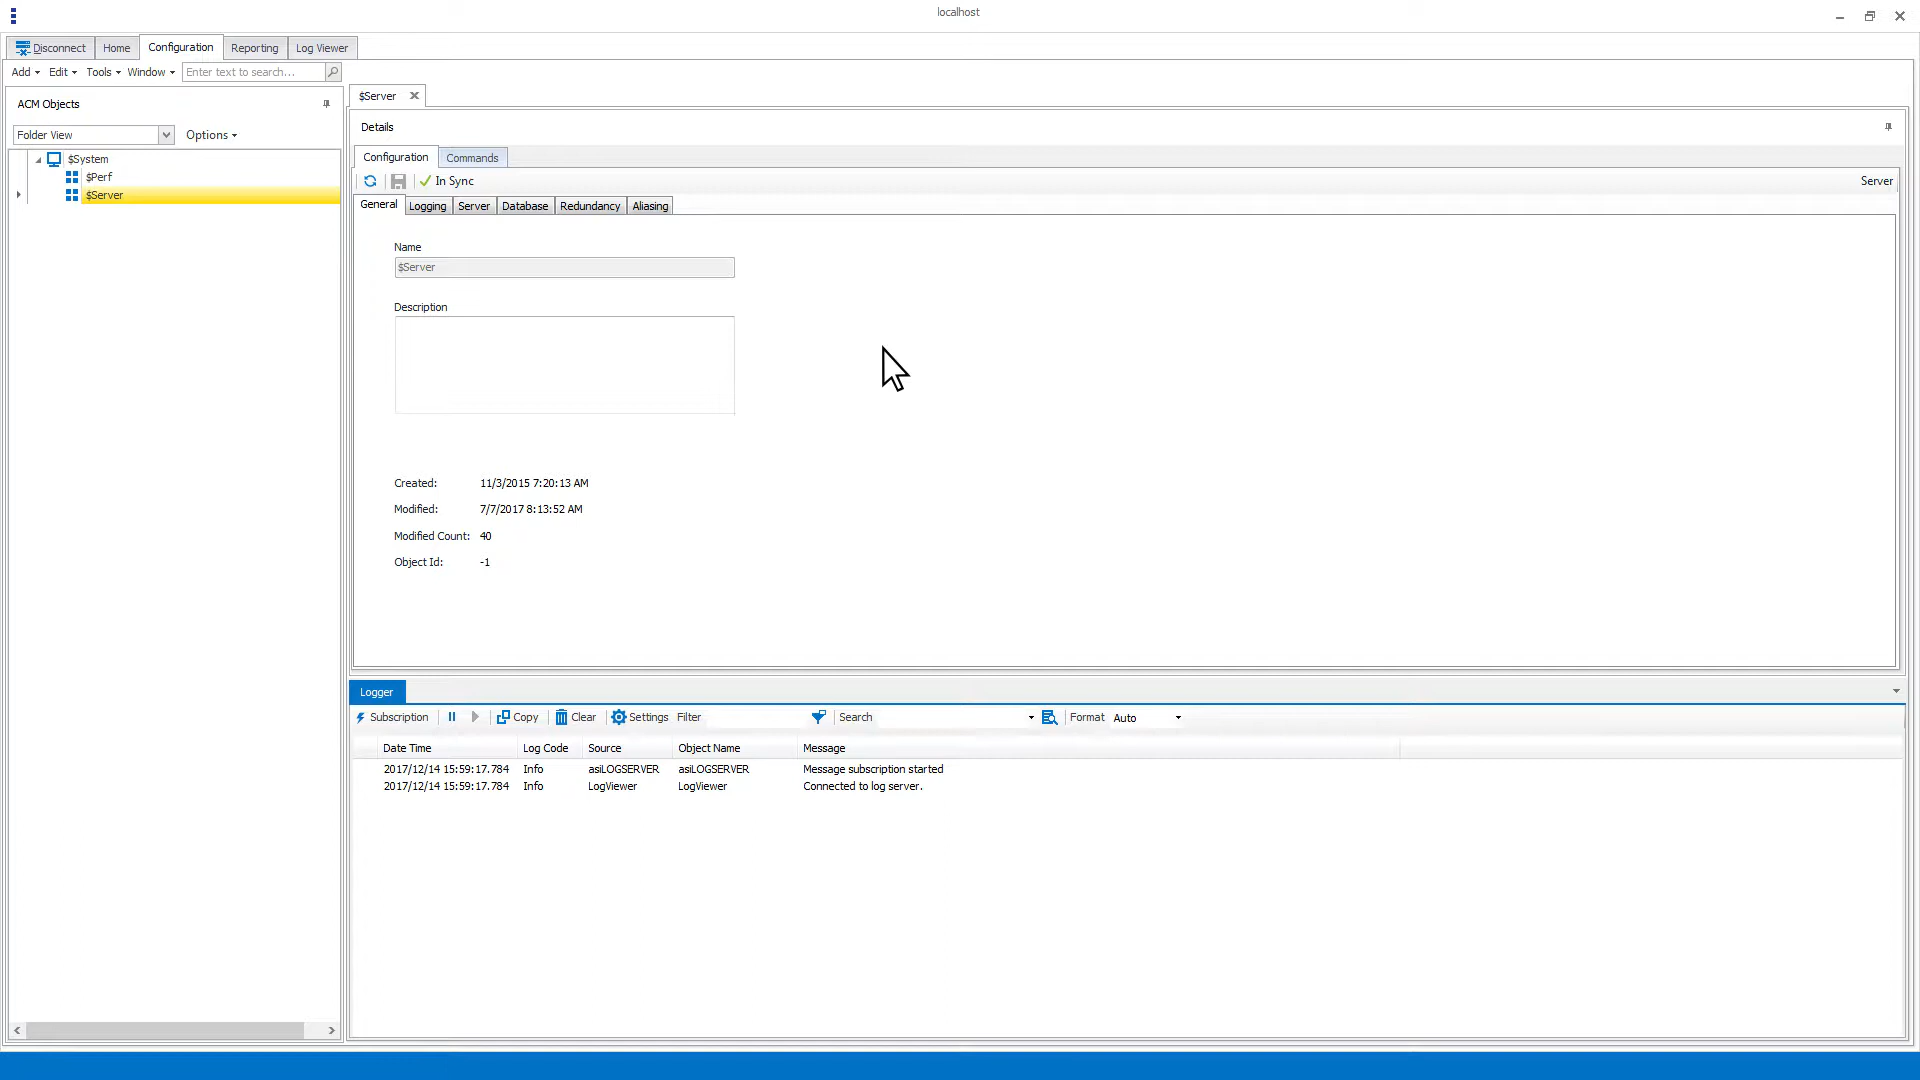 localhost
Disconnect Home Configuration Reporting Log Viewer
Add Edit Tools Window Enter text to search...
ACM Objects
Folder View Options
$System
$Perf
$Server
$Server
Details
Configuration Commands
In Sync Server
General Logging Server Database Redundancy Aliasing
Name
$Server
Description
Created: 11/3/2015 7:20:13 AM
Modified: 7/7/2017 8:13:52 AM
Modified Count: 40
Object Id: -1
Logger
Subscription Copy Clear Settings Filter Search Format Auto
Date Time Log Code Source Object Name Message
2017/12/14 15:59:17.784 Info asiLOGSERVER asiLOGSERVER Message subscription started
2017/12/14 15:59:17.784 Info LogViewer LogViewer Connected to log server.